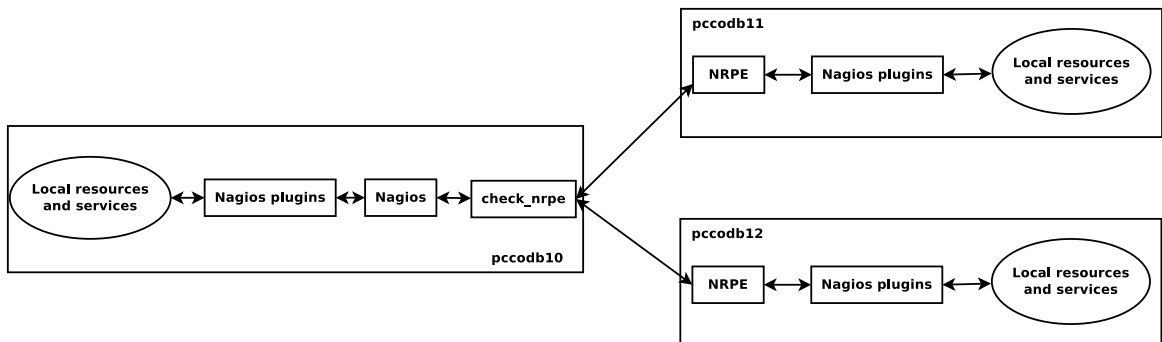 Local resources
and services
Nagios plugins
Nagios
check_nrpe
pccodb10
pccodb11
NRPE
Nagios plugins
Local resources
and services
pccodb12
NRPE
Nagios plugins
Local resources
and services